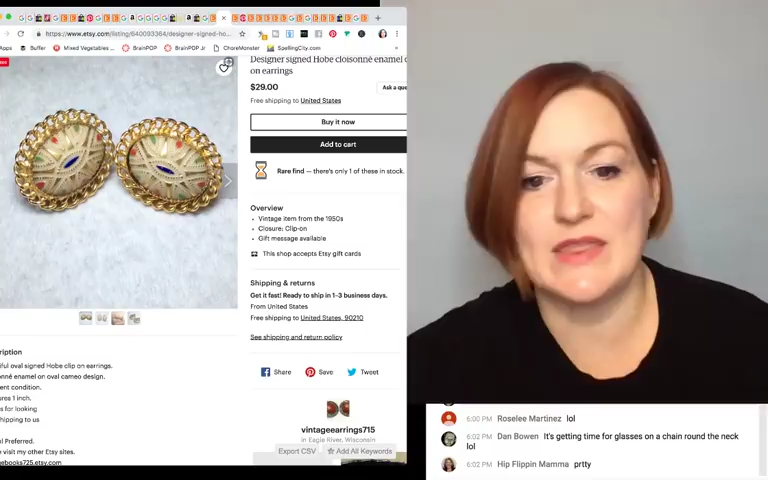 https://www.etsy.com/listing/640093364/designer-signed-ho...
Apps Buffer Mixed Vegetables ... BrainPOP BrainPOP Jr ChoreMonster SpellingCity.com
Designer signed Hobe cloisonné enamel c
on earrings
$29.00
Ask a que
Free shipping to United States
Buy it now
Add to cart
Rare find — there's only 1 of these in stock.
Overview
Vintage item from the 1950s
Closure: Clip-on
Gift message available
This shop accepts Etsy gift cards
Shipping & returns
Get it fast! Ready to ship in 1-3 business days.
From United States
Free shipping to United States, 90210
See shipping and return policy
Share Save Tweet
vintageearrings715
in Eagle River, Wisconsin
Export CSV Add All Keywords
ription
iful oval signed Hobe clip on earrings.
onné enamel on oval cameo design.
ent condition.
ures 1 inch.
s for looking
hipping to us
l Preferred.
e visit my other Etsy sites.
gebooks725.etsy.com
6:00 PM Roselee Martinez lol
6:02 PM Dan Bowen It's getting time for glasses on a chain round the neck
lol
6:02 PM Hip Flippin Mamma prtty